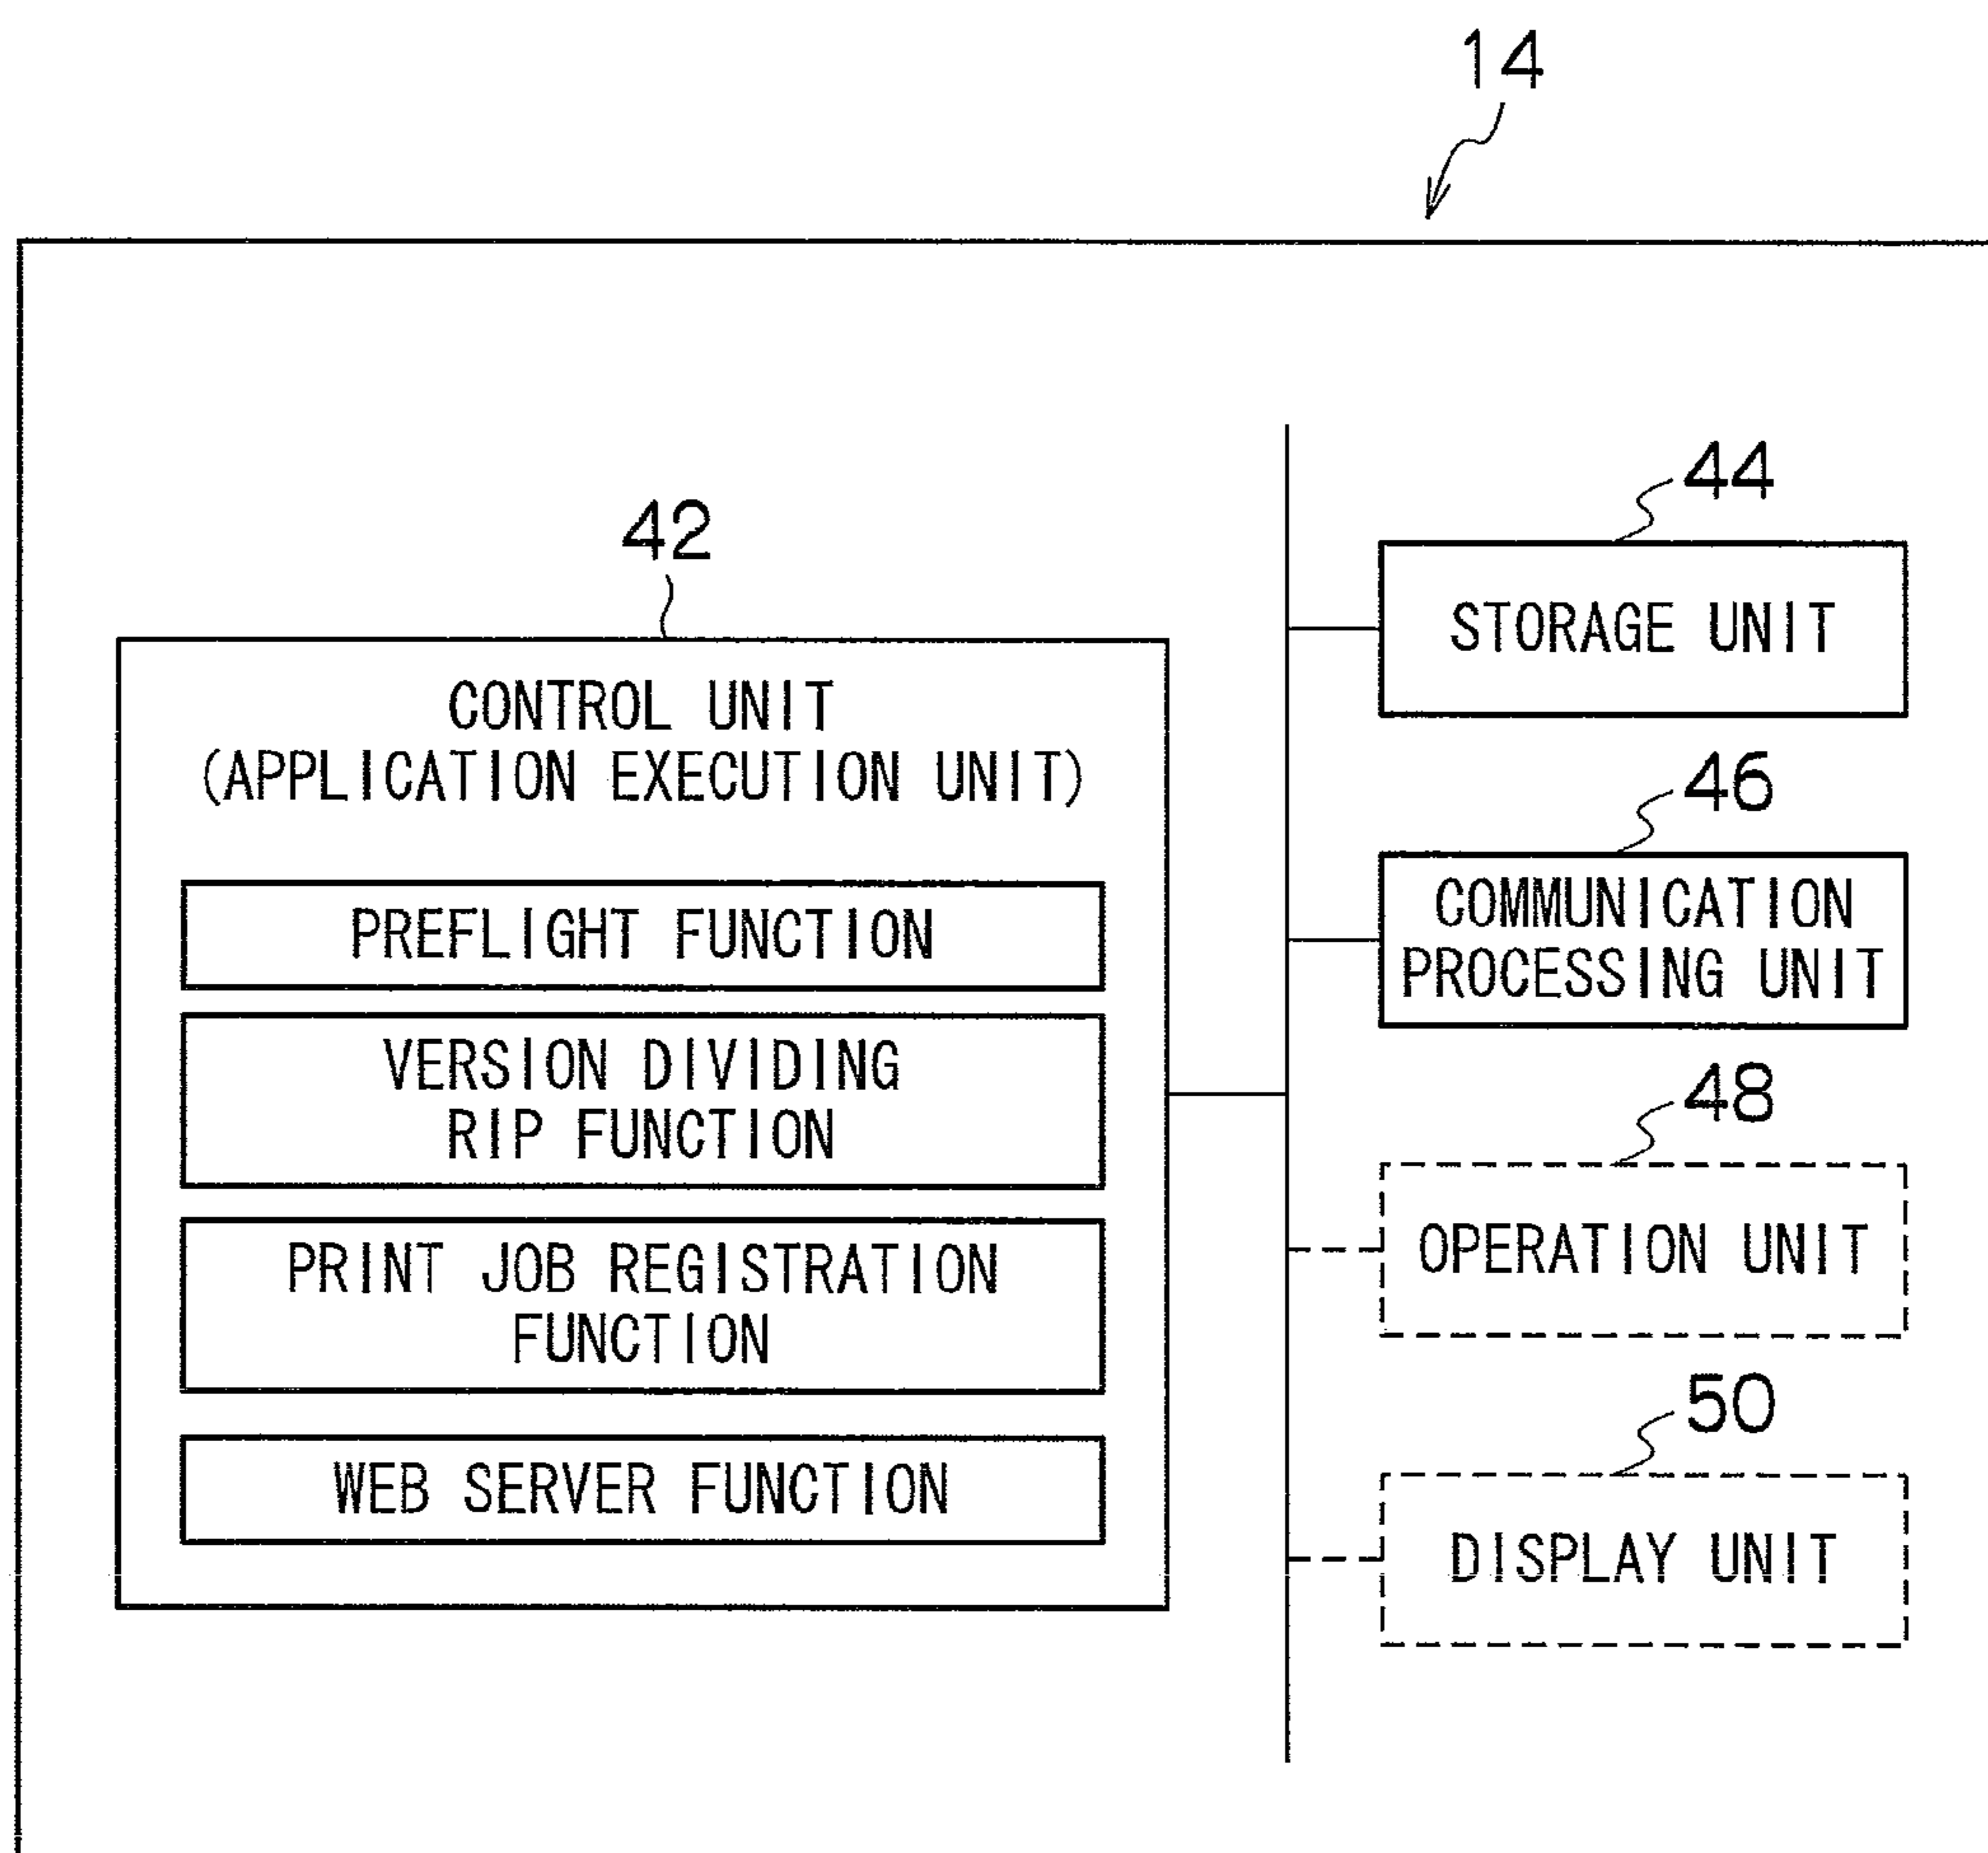 14
42
CONTROL UNIT
(APPLICATION EXECUTION UNIT)
PREFLIGHT FUNCTION
VERSION DIVIDING
RIP FUNCTION
PRINT JOB REGISTRATION
FUNCTION
WEB SERVER FUNCTION
44
STORAGE UNIT
46
COMMUNICATION
PROCESSING UNIT
48
OPERATION UNIT
50
DISPLAY UNIT